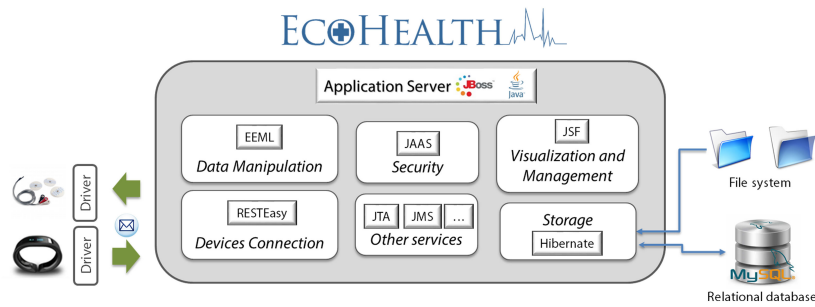 ECOHEALTH
Application Server JBoss Java
EEML
Data Manipulation
JAAS
Security
JSF
Visualization and
Management
RESTEasy
Devices Connection
JTA JMS ...
Other services
Storage
Hibernate
Driver
Driver
File system
MySQL
Relational database